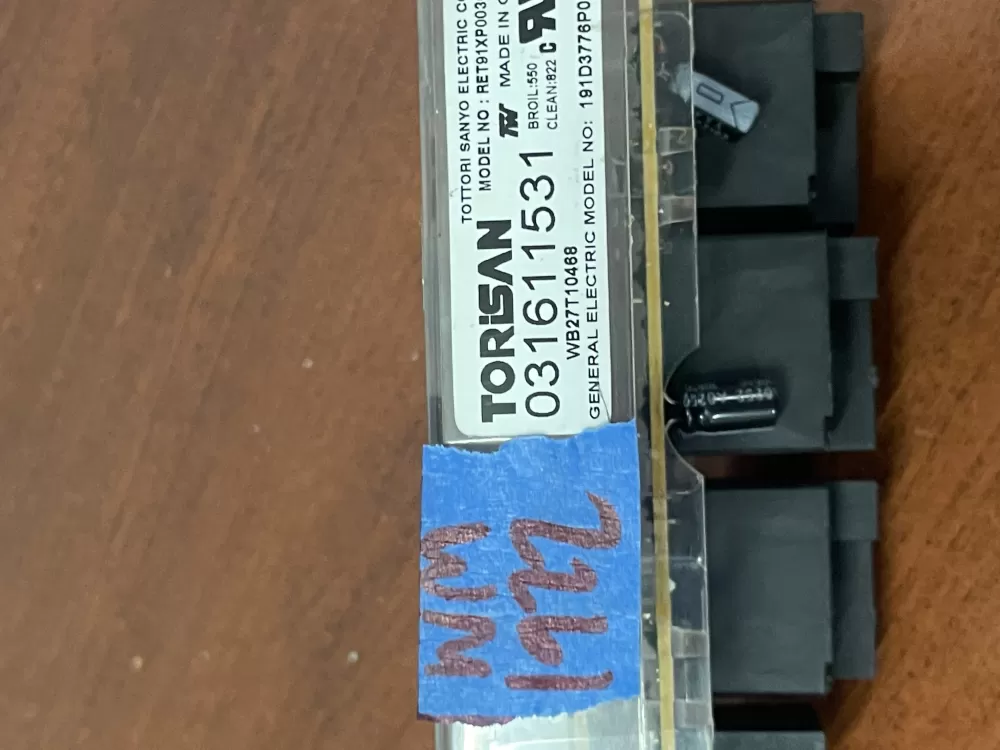 TOTTORI SANYO ELECTRIC CO
MODEL NO : RET91XP003
TORiSAN
MADE IN
031611531
BROIL:550
CLEAN:822
WB27T10468
GENERAL ELECTRIC MODEL NO: 191D3776P0
WM